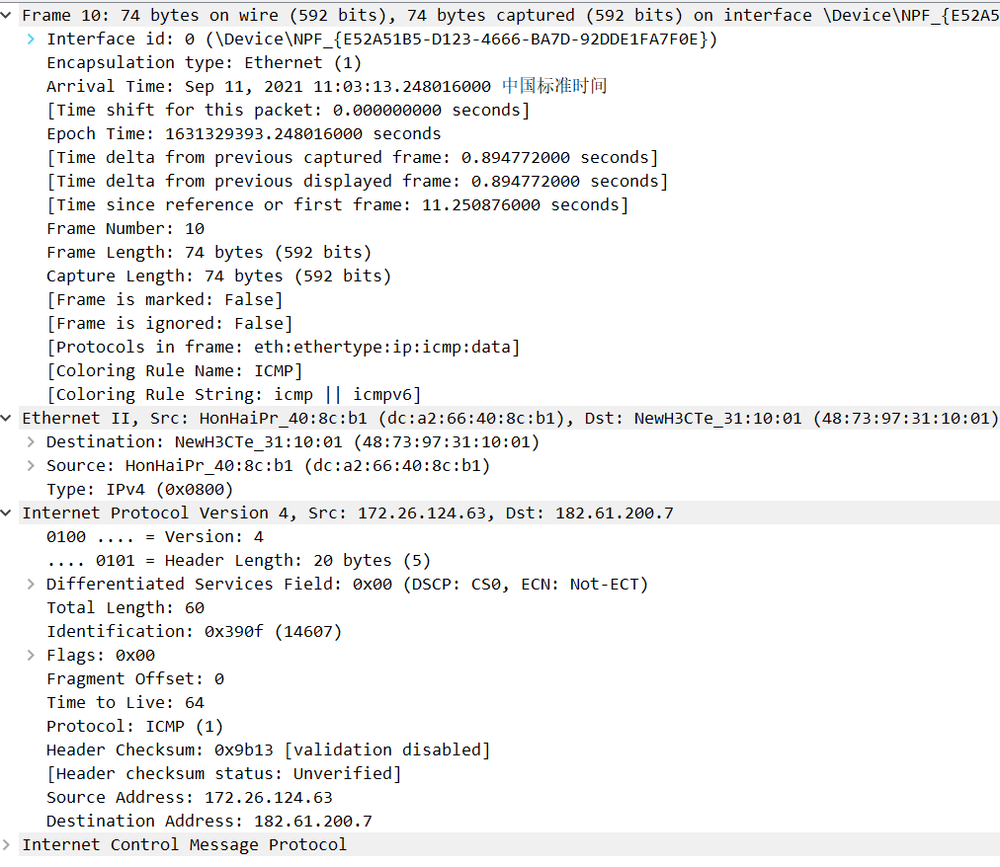 Frame 10: 74 bytes on wire (592 bits), 74 bytes captured (592 bits) on interface \Device\NPF_{E52A5
Interface id: 0 (\Device\NPF_{E52A51B5-D123-4666-BA7D-92DDE1FA7F0E})
Encapsulation type: Ethernet (1)
Arrival Time: Sep 11, 2021 11:03:13.248016000 中国标准时间
[Time shift for this packet: 0.000000000 seconds]
Epoch Time: 1631329393.248016000 seconds
[Time delta from previous captured frame: 0.894772000 seconds]
[Time delta from previous displayed frame: 0.894772000 seconds]
[Time since reference or first frame: 11.250876000 seconds]
Frame Number: 10
Frame Length: 74 bytes (592 bits)
Capture Length: 74 bytes (592 bits)
[Frame is marked: False]
[Frame is ignored: False]
[Protocols in frame: eth:ethertype:ip:icmp:data]
[Coloring Rule Name: ICMP]
[Coloring Rule String: icmp || icmpv6]
Ethernet II, Src: HonHaiPr_40:8c:b1 (dc:a2:66:40:8c:b1), Dst: NewH3CTe_31:10:01 (48:73:97:31:10:01)
Destination: NewH3CTe_31:10:01 (48:73:97:31:10:01)
Source: HonHaiPr_40:8c:b1 (dc:a2:66:40:8c:b1)
Type: IPv4 (0x0800)
Internet Protocol Version 4, Src: 172.26.124.63, Dst: 182.61.200.7
0100 .... = Version: 4
.... 0101 = Header Length: 20 bytes (5)
Differentiated Services Field: 0x00 (DSCP: CS0, ECN: Not-ECT)
Total Length: 60
Identification: 0x390f (14607)
Flags: 0x00
Fragment Offset: 0
Time to Live: 64
Protocol: ICMP (1)
Header Checksum: 0x9b13 [validation disabled]
[Header checksum status: Unverified]
Source Address: 172.26.124.63
Destination Address: 182.61.200.7
Internet Control Message Protocol